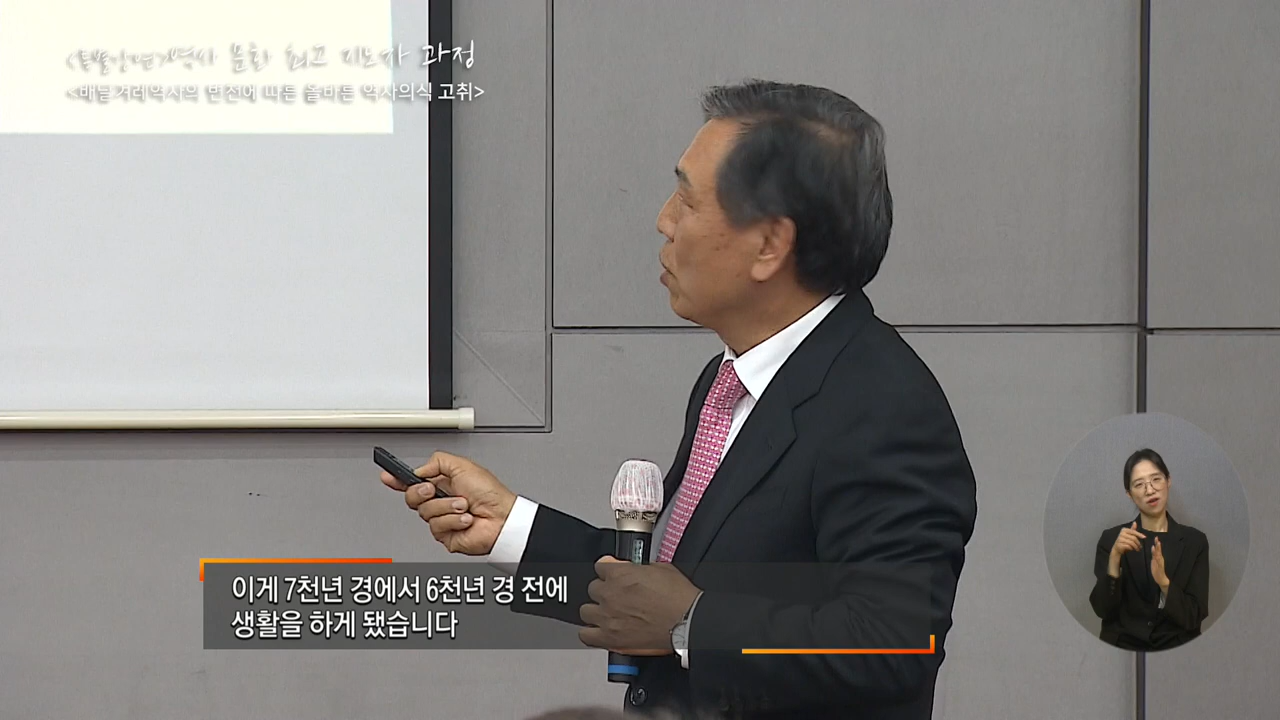 <특별강연>역사 문화 최고 지도자 과정
<배달겨레역사의 반전에 따른 올바른 역사의식 고취>
이게 7천년 경에서 6천년 경 전에
생활을 하게 됐습니다